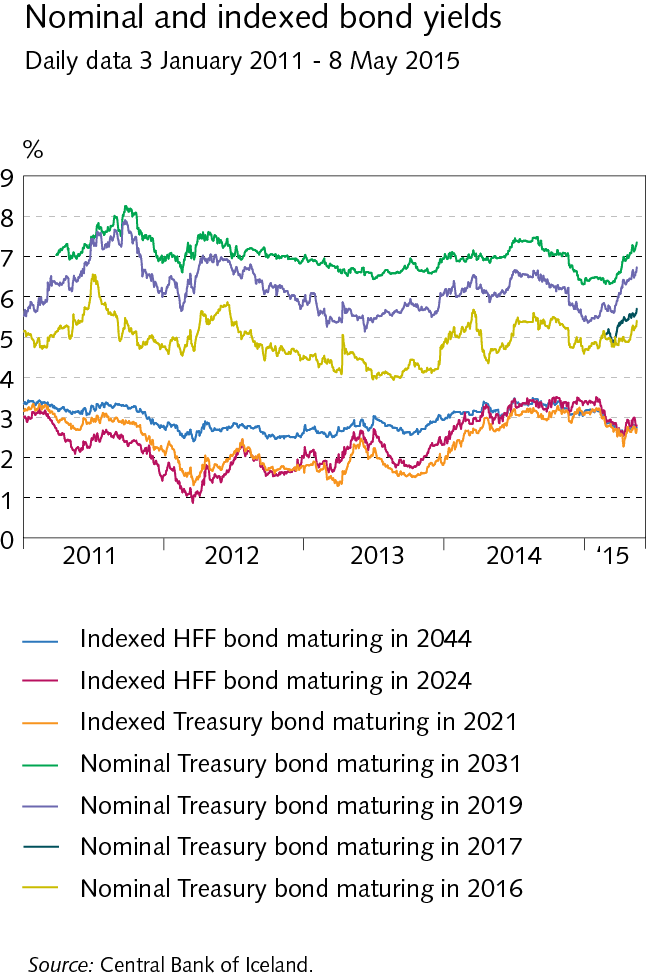 Nominal and indexed bond yields
Daily data 3 January 2011 - 8 May 2015
%
9
8
7
6
5
4
3
2
1
0
2011 2012 2013 2014 '15
Indexed HFF bond maturing in 2044
Indexed HFF bond maturing in 2024
Indexed Treasury bond maturing in 2021
Nominal Treasury bond maturing in 2031
Nominal Treasury bond maturing in 2019
Nominal Treasury bond maturing in 2017
Nominal Treasury bond maturing in 2016
Source: Central Bank of Iceland.